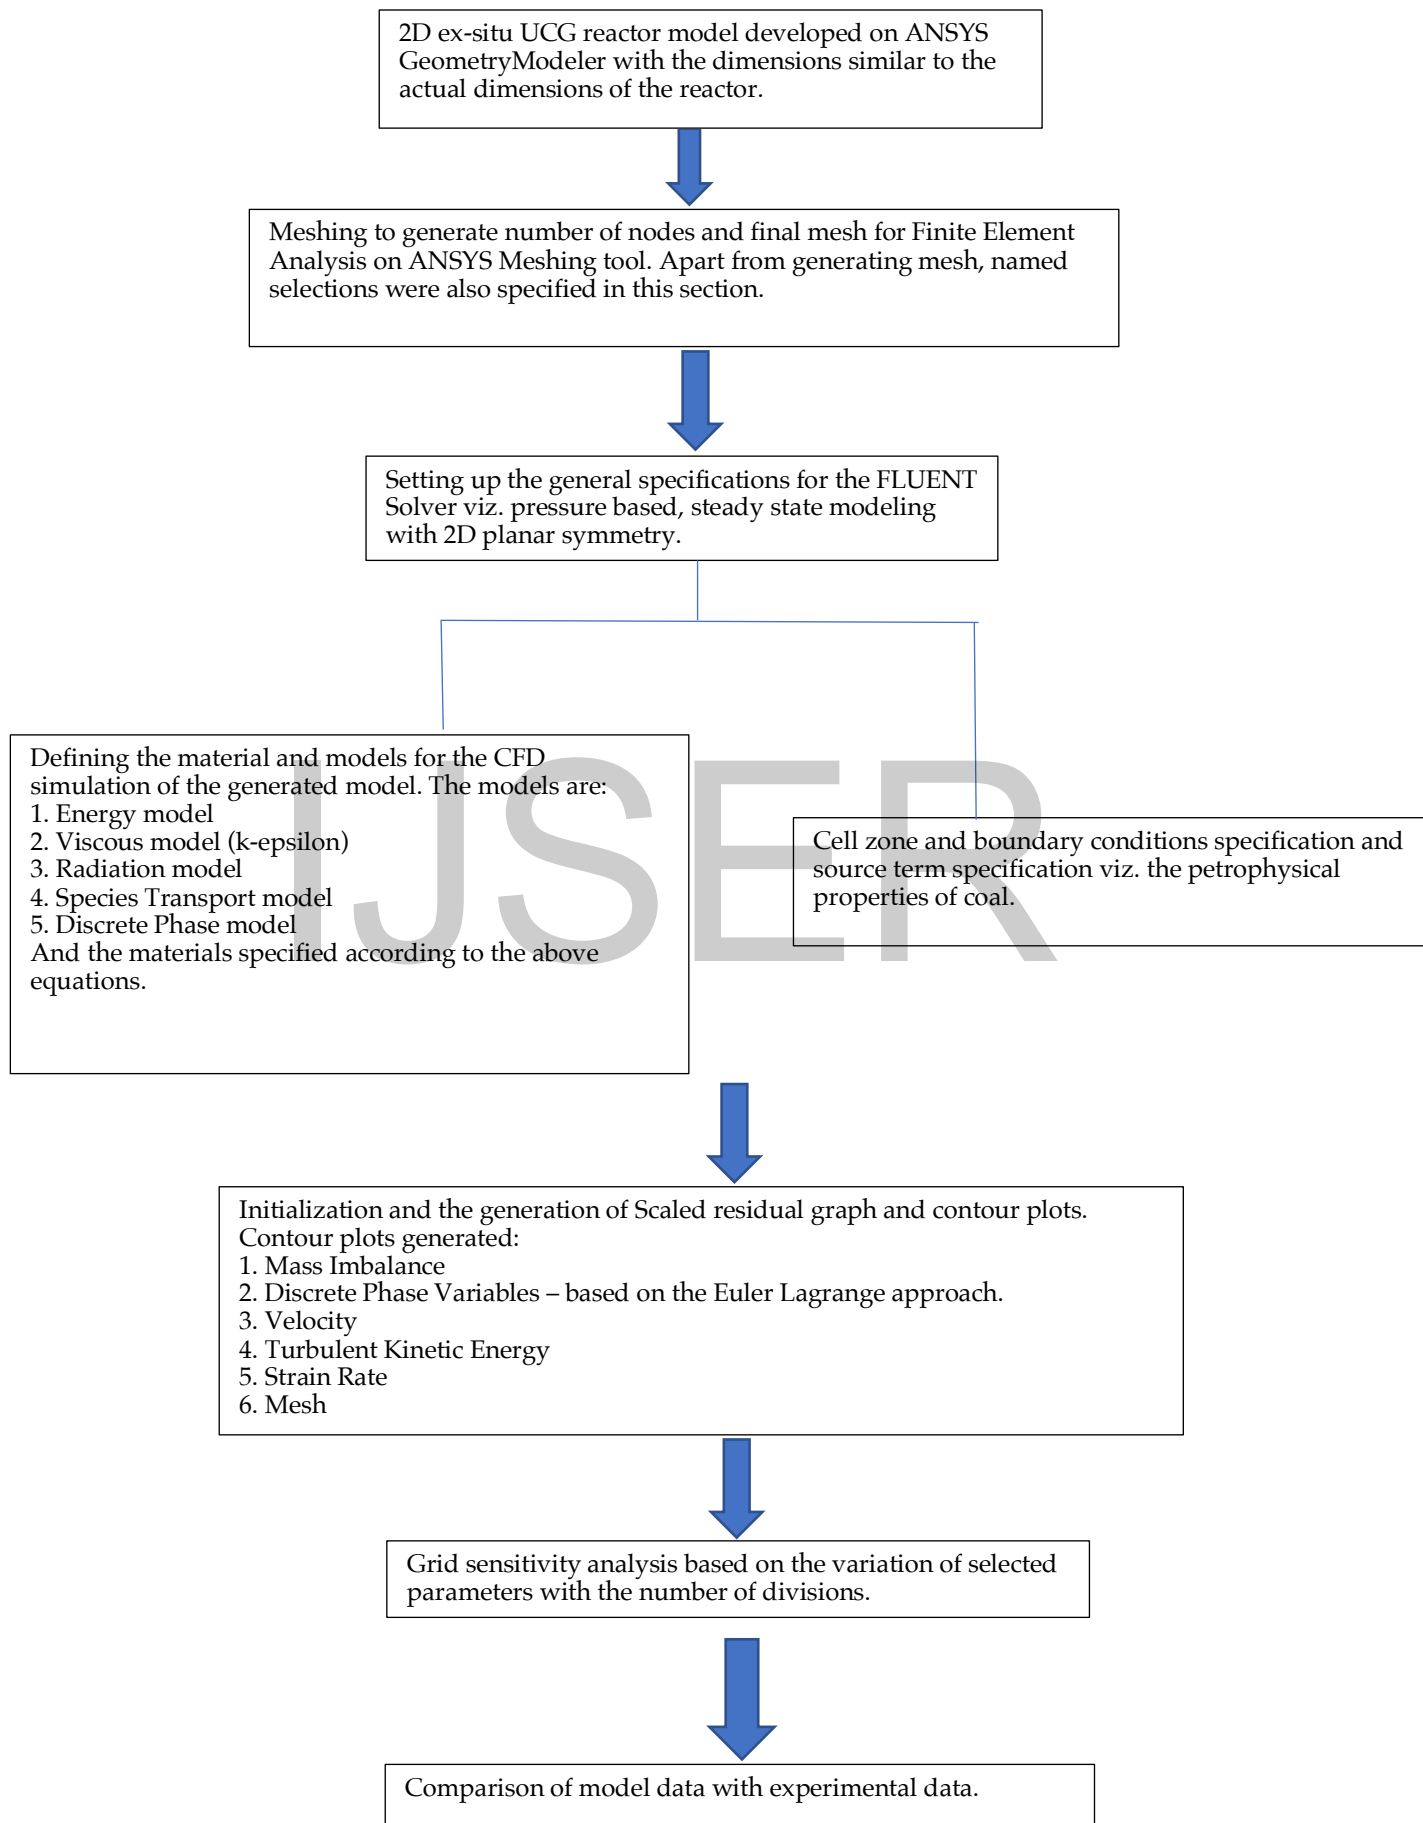 2D ex-situ UCG reactor model developed on ANSYS
GeometryModeler with the dimensions similar to the
actual dimensions of the reactor.
Meshing to generate number of nodes and final mesh for Finite Element
Analysis on ANSYS Meshing tool. Apart from generating mesh, named
selections were also specified in this section.
Setting up the general specifications for the FLUENT
Solver viz. pressure based, steady state modeling
with 2D planar symmetry.
Defining the material and models for the CFD
simulation of the generated model. The models are:
1. Energy model
2. Viscous model (k-epsilon)
3. Radiation model
4. Species Transport model
5. Discrete Phase model
And the materials specified according to the above
equations.
Cell zone and boundary conditions specification and
source term specification viz. the petrophysical
properties of coal.
IJSER
Initialization and the generation of Scaled residual graph and contour plots.
Contour plots generated:
1. Mass Imbalance
2. Discrete Phase Variables – based on the Euler Lagrange approach.
3. Velocity
4. Turbulent Kinetic Energy
5. Strain Rate
6. Mesh
Grid sensitivity analysis based on the variation of selected
parameters with the number of divisions.
Comparison of model data with experimental data.